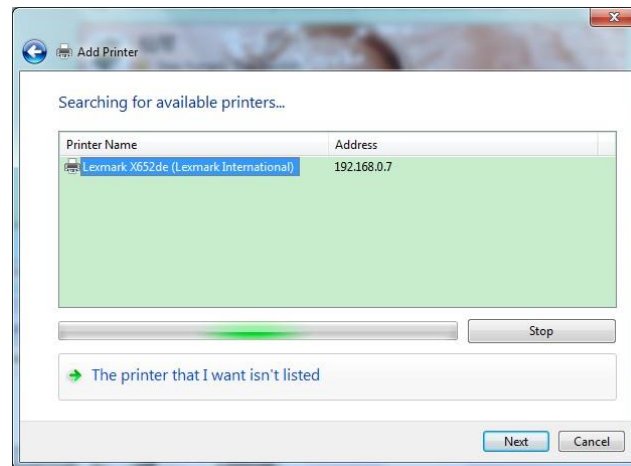 Add Printer
Searching for available printers...
Printer Name Address
Lexmark X652de (Lexmark International) 192.168.0.7
Stop
The printer that I want isn't listed
Next Cancel